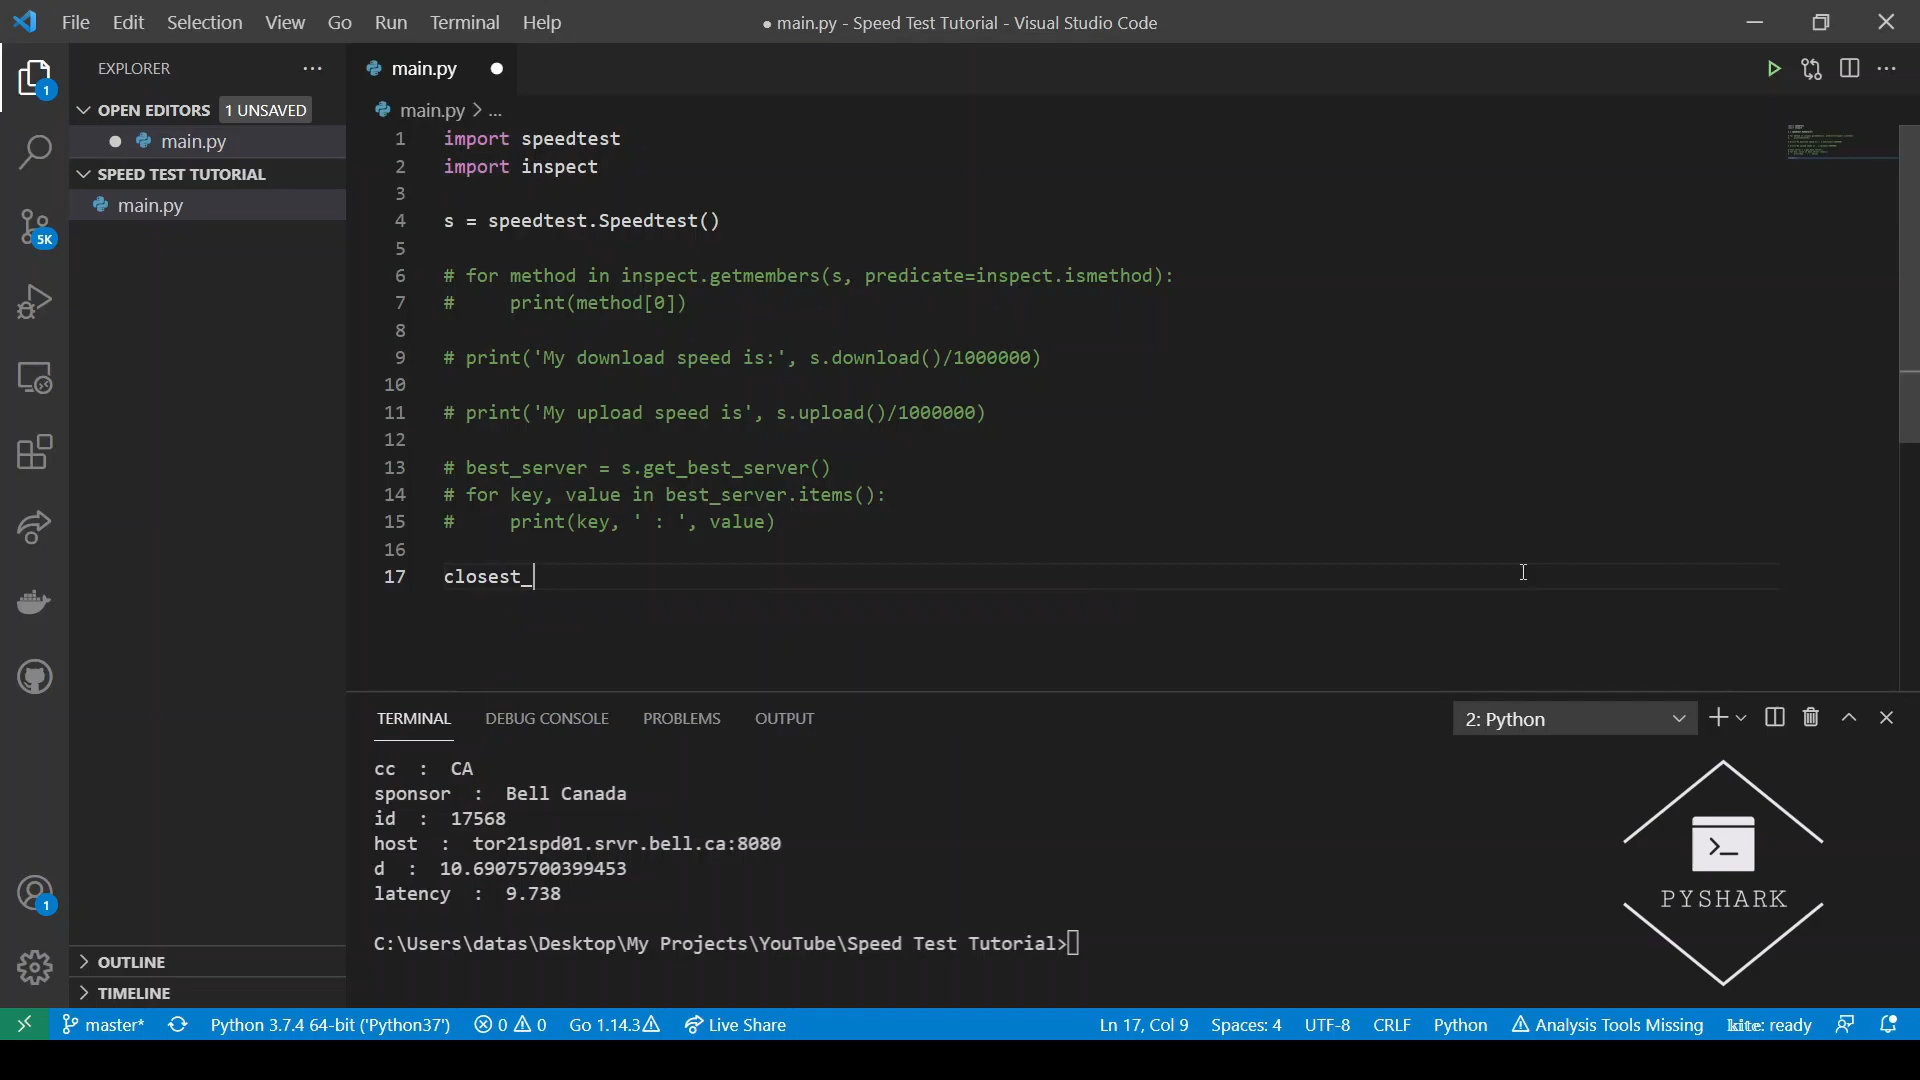 File Edit Selection View Go Run Terminal Help
● main.py - Speed Test Tutorial - Visual Studio Code
EXPLORER
1
OPEN EDITORS 1 UNSAVED
main.py
SPEED TEST TUTORIAL
main.py
5K
1
OUTLINE
TIMELINE
main.py
main.py > ...
1 import speedtest
2 import inspect
3
4 s = speedtest.Speedtest()
5
6 # for method in inspect.getmembers(s, predicate=inspect.ismethod):
7 #     print(method[0])
8
9 # print('My download speed is:', s.download()/1000000)
10
11 # print('My upload speed is', s.upload()/1000000)
12
13 # best_server = s.get_best_server()
14 # for key, value in best_server.items():
15 #     print(key, ' : ', value)
16
17 closest_
TERMINAL DEBUG CONSOLE PROBLEMS OUTPUT
2: Python
cc  :  CA
sponsor  :  Bell Canada
id  :  17568
host  :  tor21spd01.srvr.bell.ca:8080
d  :  10.69075700399453
latency  :  9.738
C:\Users\datas\Desktop\My Projects\YouTube\Speed Test Tutorial>
PYSHARK
master* Python 3.7.4 64-bit ('Python37') 0 0 Go 1.14.3 Live Share Ln 17, Col 9 Spaces: 4 UTF-8 CRLF Python Analysis Tools Missing kite: ready